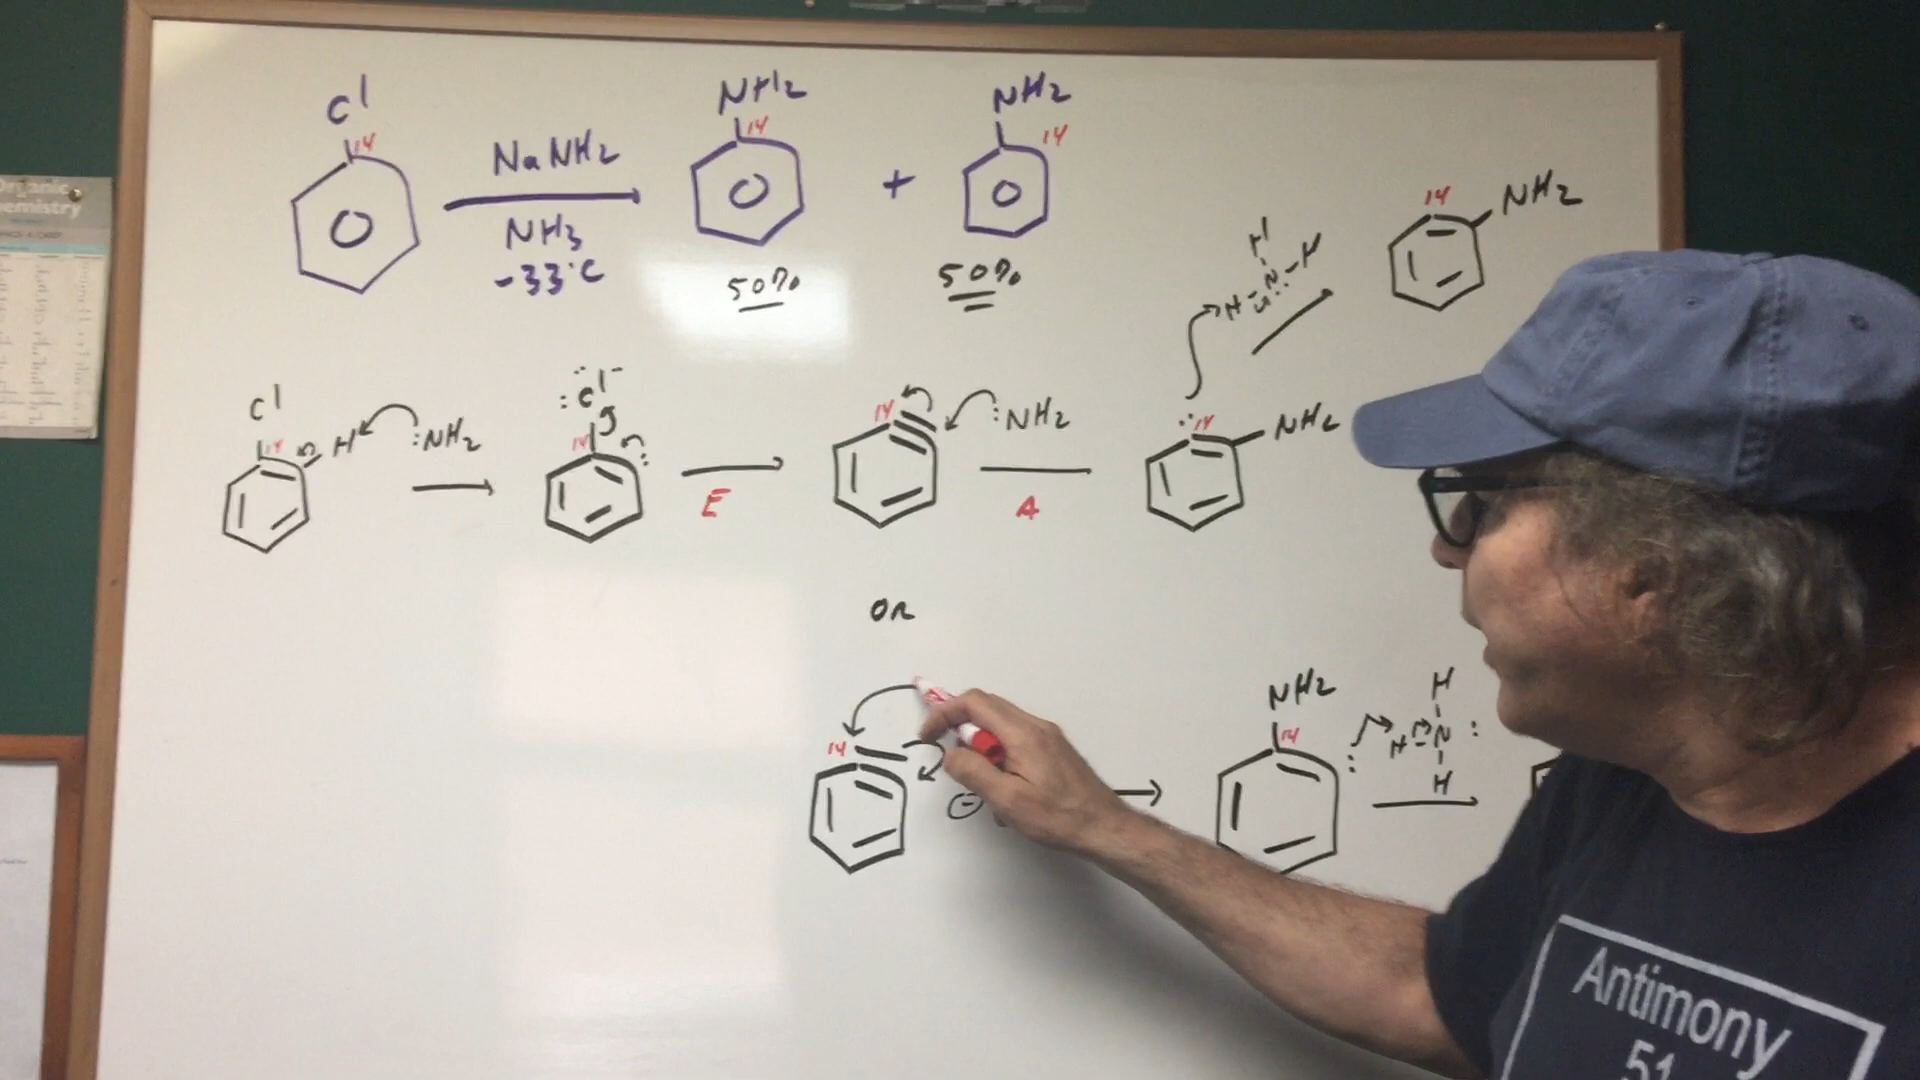 Cl
14
NaNH2
NH3
-33°C
NH2
14
50%
+
NH2
14
50%
14
NH2
H
H
H-N
Cl
14
H
:NH2
:Cl-
14
E
14
:NH2
A
14
NH2
OR
14
-
NH2
14
H
H-N:
H
Organic
Chemistry
Antimony
51